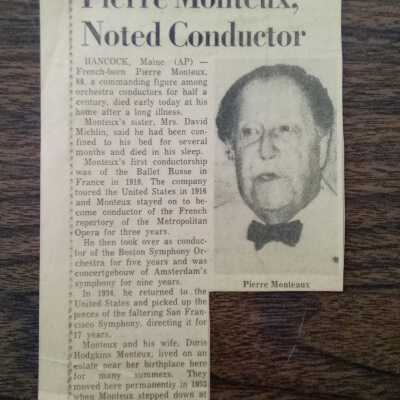 Pierre Monteux,
Noted Conductor
HANCOCK, Maine (AP) —
French-born Pierre Monteux,
88, a commanding figure among
orchestra conductors for half a
century, died early today at his
home after a long illness.
Monteux's sister, Mrs. David
Michlin, said he had been con-
fined to his bed for several
months and died in his sleep.
Monteux's first conductorship
was of the Ballet Russe in
France in 1910. The company
toured the United States in 1916
and Monteux stayed on to be-
come conductor of the French
repertory of the Metropolitan
Opera for three years.
He then took over as conduc-
tor of the Boston Symphony Or-
chestra for five years and was
concertgebouw of Amsterdam's
symphony for nine years.
In 1934, he returned to the
United States and picked up the
pieces of the faltering San Fran-
cisco Symphony, directing it for
17 years.
Monteux and his wife, Doris
Hodgkins Monteux, lived on an
estate near her birthplace here
for many summers. They
moved here permanently in 1952
when Monteux stepped down at
Pierre Monteaux